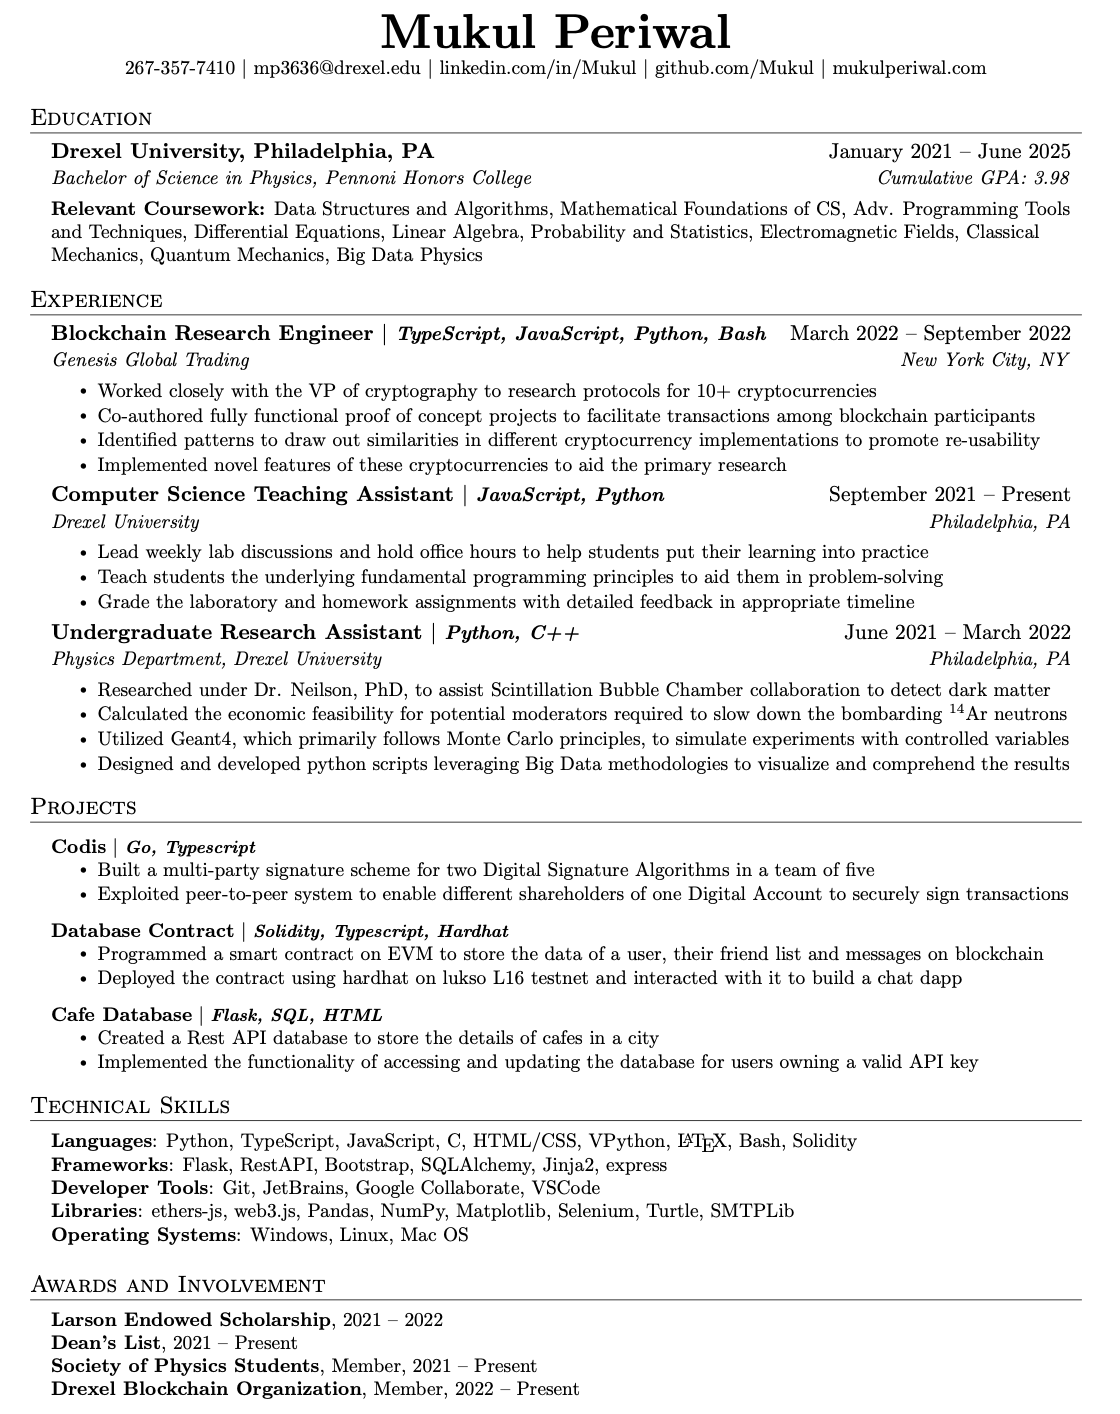 Mukul Periwal
267-357-7410 | mp3636@drexel.edu | linkedin.com/in/Mukul | github.com/Mukul | mukulperiwal.com
Education
Drexel University, Philadelphia, PA January 2021 – June 2025
Bachelor of Science in Physics, Pennoni Honors College Cumulative GPA: 3.98
Relevant Coursework: Data Structures and Algorithms, Mathematical Foundations of CS, Adv. Programming Tools
and Techniques, Differential Equations, Linear Algebra, Probability and Statistics, Electromagnetic Fields, Classical
Mechanics, Quantum Mechanics, Big Data Physics
Experience
Blockchain Research Engineer | TypeScript, JavaScript, Python, Bash March 2022 – September 2022
Genesis Global Trading New York City, NY
• Worked closely with the VP of cryptography to research protocols for 10+ cryptocurrencies
• Co-authored fully functional proof of concept projects to facilitate transactions among blockchain participants
• Identified patterns to draw out similarities in different cryptocurrency implementations to promote re-usability
• Implemented novel features of these cryptocurrencies to aid the primary research
Computer Science Teaching Assistant | JavaScript, Python September 2021 – Present
Drexel University Philadelphia, PA
• Lead weekly lab discussions and hold office hours to help students put their learning into practice
• Teach students the underlying fundamental programming principles to aid them in problem-solving
• Grade the laboratory and homework assignments with detailed feedback in appropriate timeline
Undergraduate Research Assistant | Python, C++ June 2021 – March 2022
Physics Department, Drexel University Philadelphia, PA
• Researched under Dr. Neilson, PhD, to assist Scintillation Bubble Chamber collaboration to detect dark matter
• Calculated the economic feasibility for potential moderators required to slow down the bombarding ¹⁴Ar neutrons
• Utilized Geant4, which primarily follows Monte Carlo principles, to simulate experiments with controlled variables
• Designed and developed python scripts leveraging Big Data methodologies to visualize and comprehend the results
Projects
Codis | Go, Typescript
• Built a multi-party signature scheme for two Digital Signature Algorithms in a team of five
• Exploited peer-to-peer system to enable different shareholders of one Digital Account to securely sign transactions
Database Contract | Solidity, Typescript, Hardhat
• Programmed a smart contract on EVM to store the data of a user, their friend list and messages on blockchain
• Deployed the contract using hardhat on lukso L16 testnet and interacted with it to build a chat dapp
Cafe Database | Flask, SQL, HTML
• Created a Rest API database to store the details of cafes in a city
• Implemented the functionality of accessing and updating the database for users owning a valid API key
Technical Skills
Languages: Python, TypeScript, JavaScript, C, HTML/CSS, VPython, LATEX, Bash, Solidity
Frameworks: Flask, RestAPI, Bootstrap, SQLAlchemy, Jinja2, express
Developer Tools: Git, JetBrains, Google Collaborate, VSCode
Libraries: ethers-js, web3.js, Pandas, NumPy, Matplotlib, Selenium, Turtle, SMTPLib
Operating Systems: Windows, Linux, Mac OS
Awards and Involvement
Larson Endowed Scholarship, 2021 – 2022
Dean's List, 2021 – Present
Society of Physics Students, Member, 2021 – Present
Drexel Blockchain Organization, Member, 2022 – Present